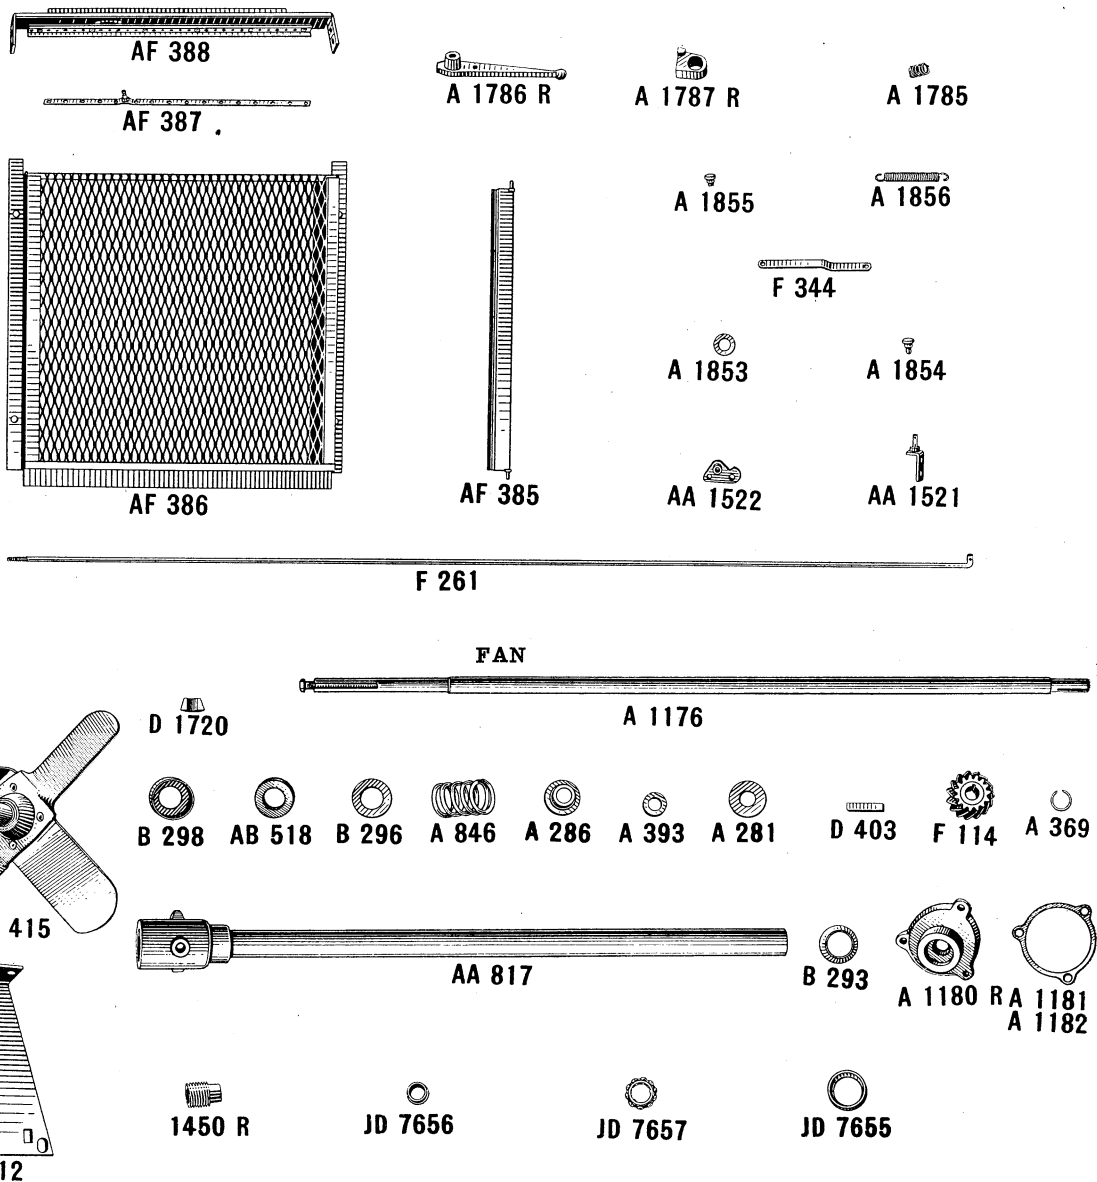 AF 388
A 1786 R
A 1787 R
A 1785
AF 387
A 1855
A 1856
F 344
A 1853
A 1854
AF 386
AF 385
AA 1522
AA 1521
F 261
FAN
A 1176
D 1720
B 298
AB 518
B 296
A 846
A 286
A 393
A 281
D 403
F 114
A 369
415
AA 817
B 293
A 1180 R
A 1181
A 1182
1450 R
JD 7656
JD 7657
JD 7655
12